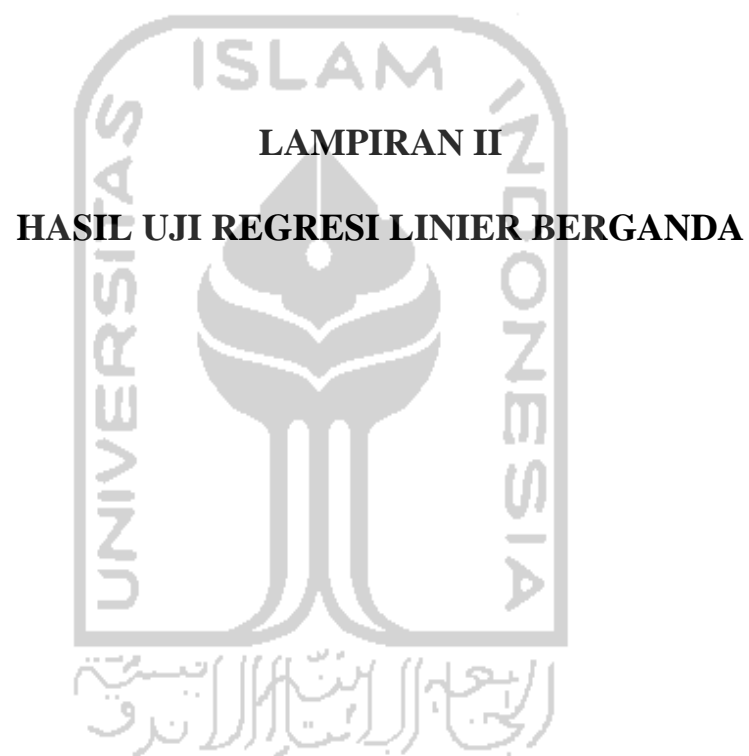 ISLAM
UNIVERSITAS
INDONESIA
LAMPIRAN II
HASIL UJI REGRESI LINIER BERGANDA